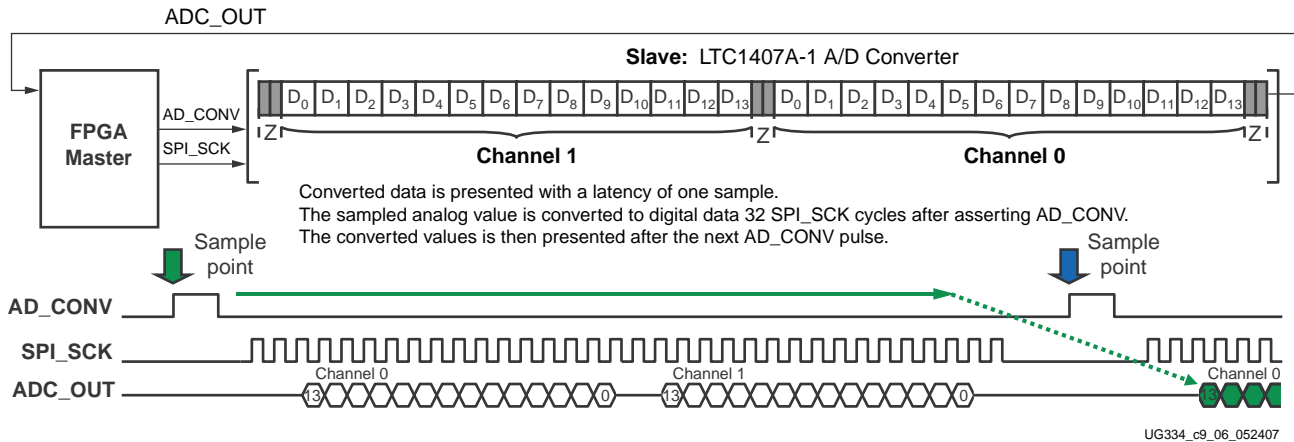 ADC_OUT
Slave: LTC1407A-1 A/D Converter
FPGA
Master
AD_CONV
SPI_SCK
D0 D1 D2 D3 D4 D5 D6 D7 D8 D9 D10 D11 D12 D13 D0 D1 D2 D3 D4 D5 D6 D7 D8 D9 D10 D11 D12 D13
Z Z Z
Channel 1 Channel 0
Converted data is presented with a latency of one sample.
The sampled analog value is converted to digital data 32 SPI_SCK cycles after asserting AD_CONV.
The converted values is then presented after the next AD_CONV pulse.
Sample
point
Sample
point
AD_CONV
SPI_SCK
Channel 0 Channel 1 Channel 0
ADC_OUT 13 0 13 0 13
UG334_c9_06_052407